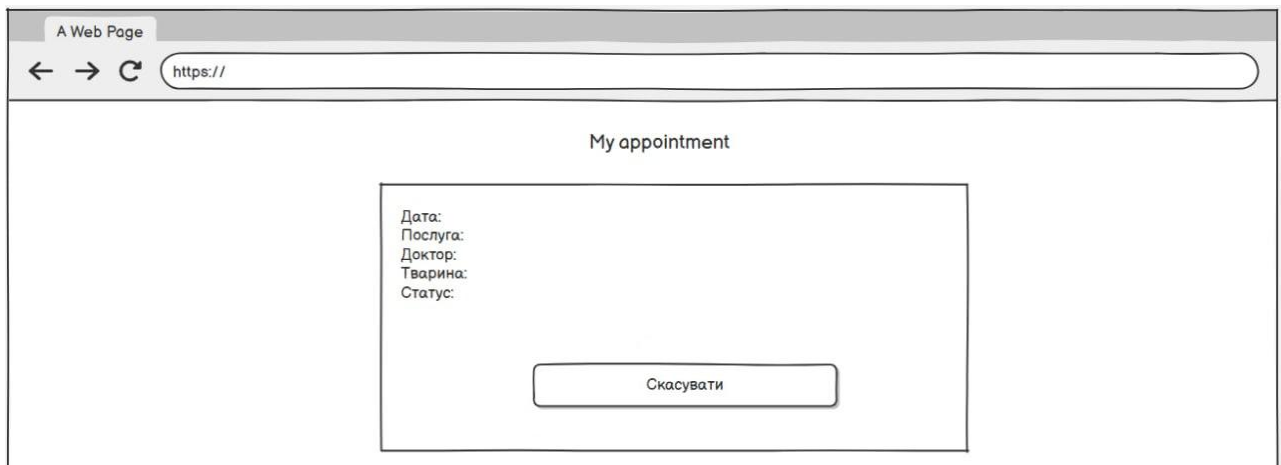 A Web Page
https://
My appointment
Дата:
Послуга:
Доктор:
Тварина:
Статус:
Скасувати